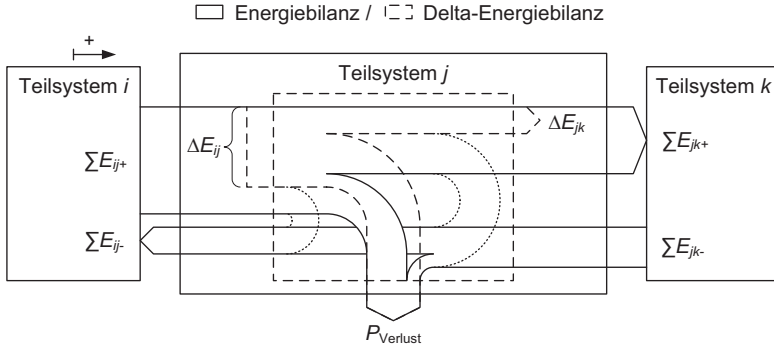 Energiebilanz / Delta-Energiebilanz
+
Teilsystem i
Teilsystem j
Teilsystem k
ΔE_ij
ΔE_jk
∑E_ij+
∑E_jk+
∑E_ij-
∑E_jk-
P_Verlust